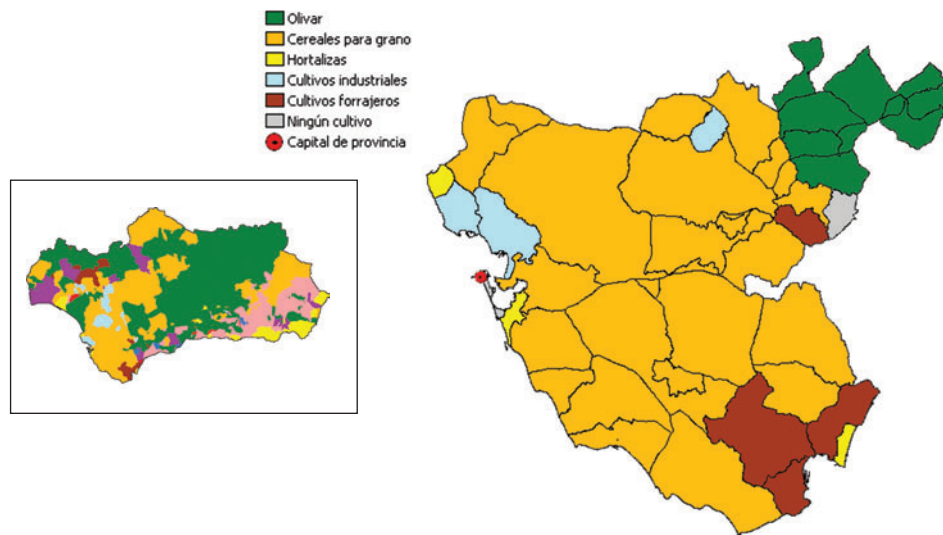 Olivar
Cereales para grano
Hortalizas
Cultivos industriales
Cultivos forrajeros
Ningún cultivo
Capital de provincia